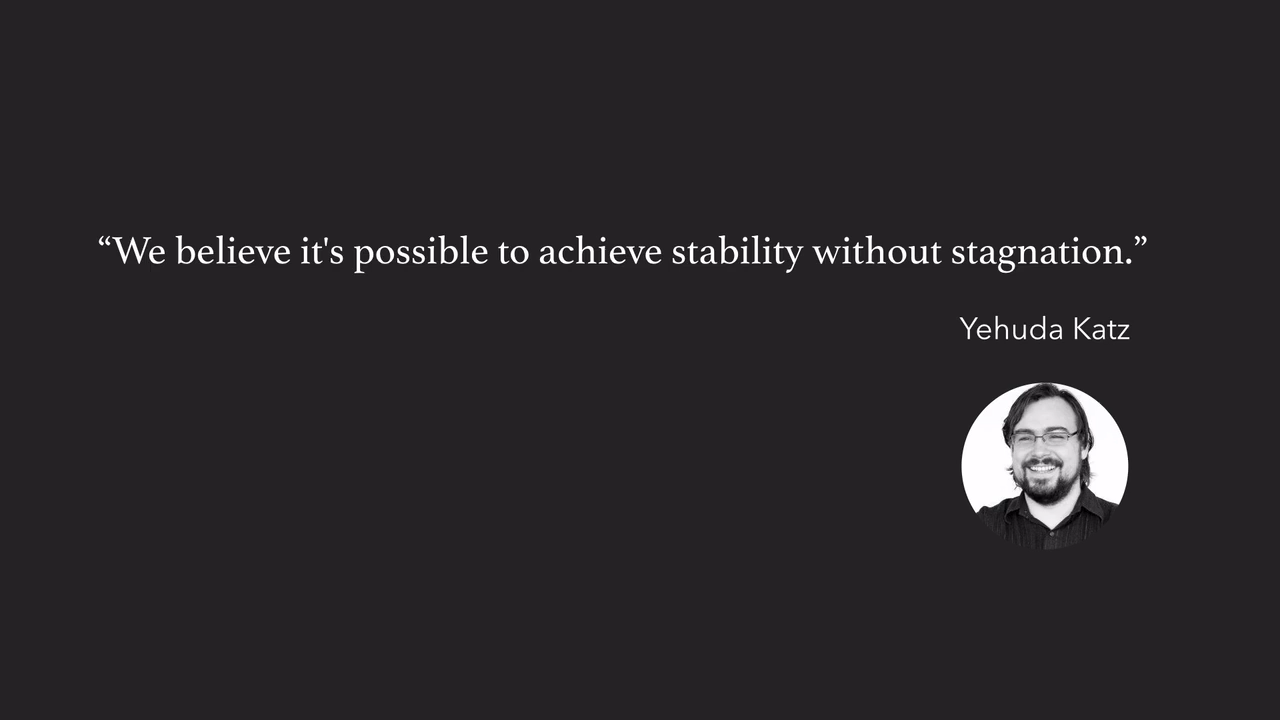 “We believe it's possible to achieve stability without stagnation.”
Yehuda Katz